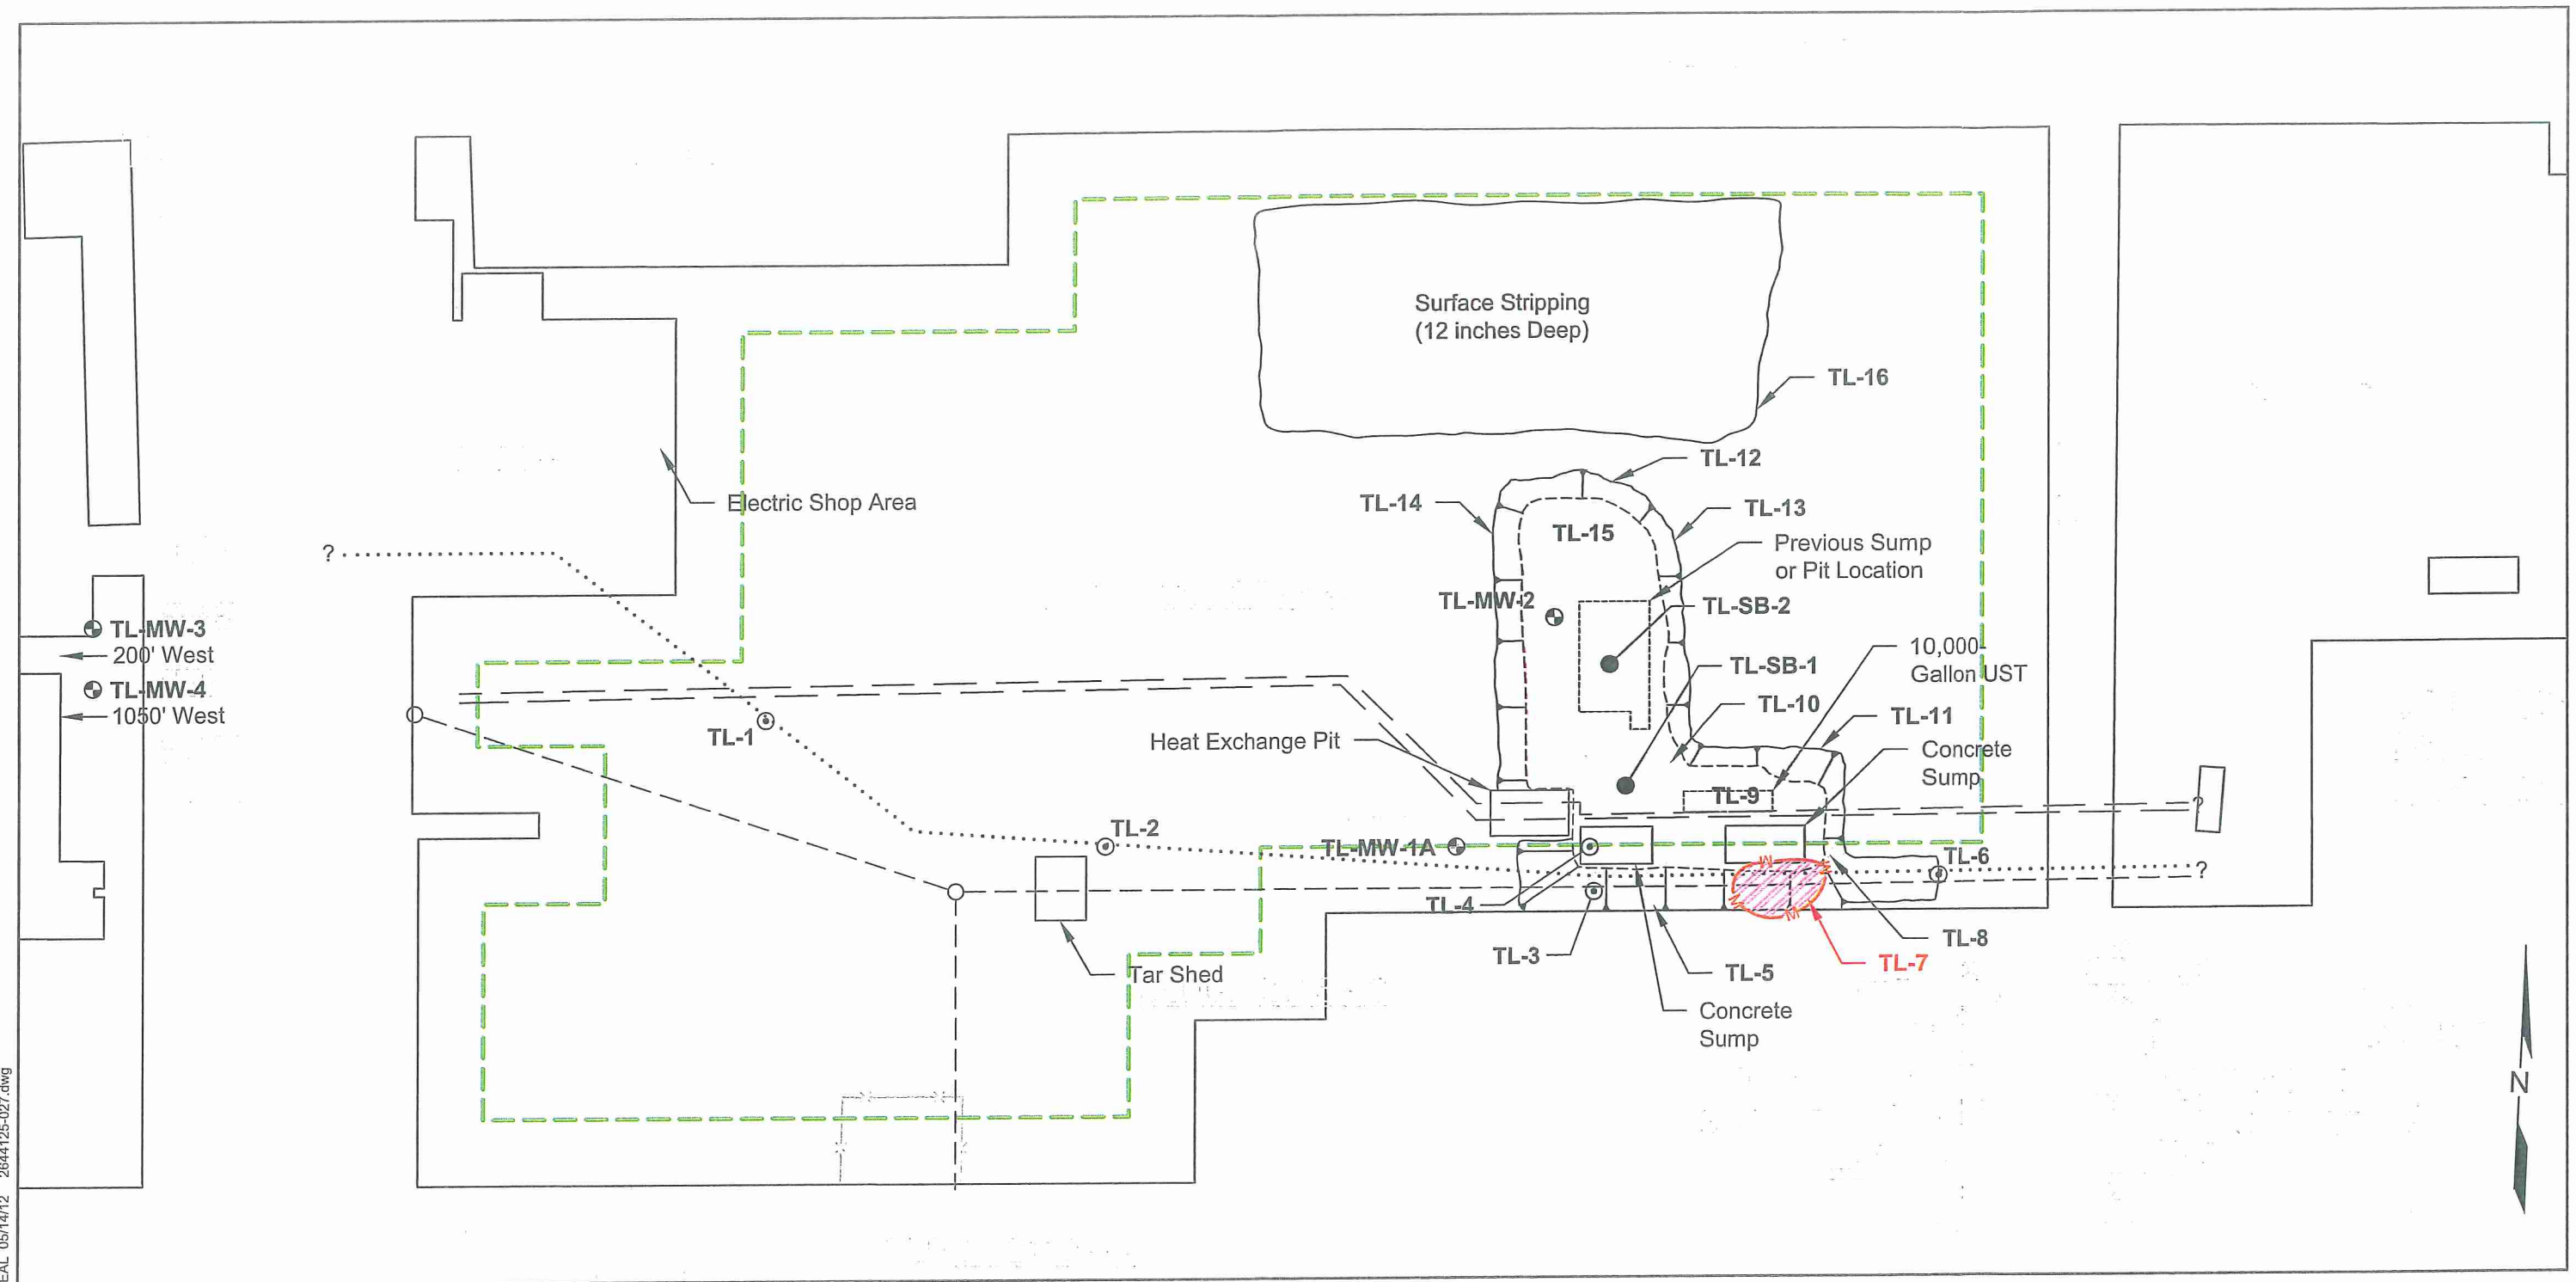 Surface Stripping
(12 inches Deep)
TL-16
TL-12
TL-14
TL-13
Electric Shop Area
TL-15
Previous Sump
or Pit Location
?
TL-MW-2
TL-SB-2
TL-MW-3
200' West
10,000
Gallon UST
TL-SB-1
TL-MW-4
1050' West
TL-10
TL-11
TL-1
Heat Exchange Pit
Concrete
Sump
TL-9
?
TL-2
TL-MW-1A
TL-6
?
TL-4
TL-8
TL-3
TL-7
TL-5
Tar Shed
Concrete
Sump
N
EAL 05/14/12 2644125-027.dwg